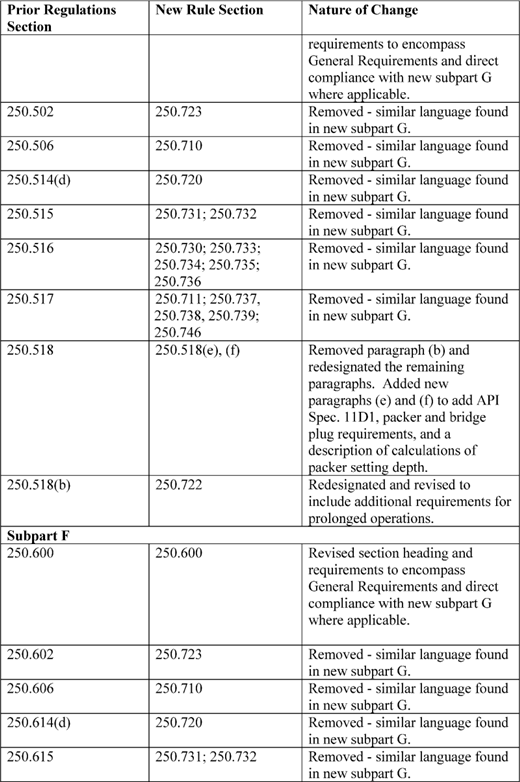 Prior Regulations New Rule Section Nature of Change
Section
requirements to encompass
General Requirements and direct
compliance with new subpart G
where applicable.
250.502 250.723 Removed - similar language found
in new subpart G.
250.506 250.710 Removed - similar language found
in new subpart G.
250.514(d) 250.720 Removed - similar language found
in new subpart G.
250.515 250.731; 250.732 Removed - similar language found
in new subpart G.
250.516 250.730; 250.733; Removed - similar language found
250.734; 250.735; in new subpart G.
250.736
250.517 250.711; 250.737, Removed - similar language found
250.738, 250.739; in new subpart G.
250.746
250.518 250.518(e), (f) Removed paragraph (b) and
redesignated the remaining
paragraphs. Added new
paragraphs (e) and (f) to add API
Spec. 11D1, packer and bridge
plug requirements, and a
description of calculations of
packer setting depth.
250.518(b) 250.722 Redesignated and revised to
include additional requirements for
prolonged operations.
Subpart F
250.600 250.600 Revised section heading and
requirements to encompass
General Requirements and direct
compliance with new subpart G
where applicable.
250.602 250.723 Removed - similar language found
in new subpart G.
250.606 250.710 Removed - similar language found
in new subpart G.
250.614(d) 250.720 Removed - similar language found
in new subpart G.
250.615 250.731; 250.732 Removed - similar language found
in new subpart G.